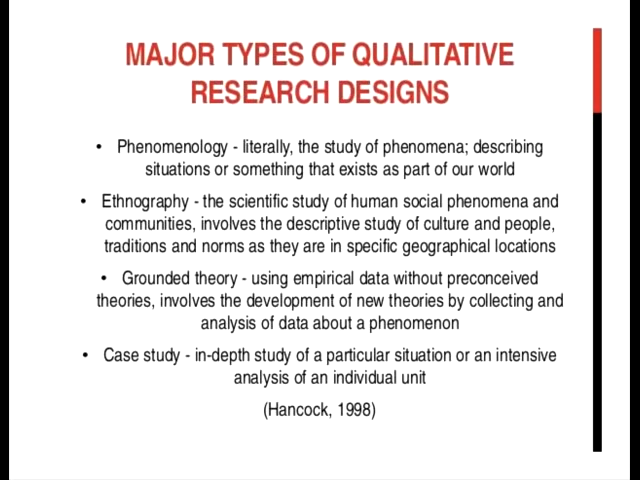 MAJOR TYPES OF QUALITATIVE
RESEARCH DESIGNS
• Phenomenology - literally, the study of phenomena; describing
situations or something that exists as part of our world
• Ethnography - the scientific study of human social phenomena and
communities, involves the descriptive study of culture and people,
traditions and norms as they are in specific geographical locations
• Grounded theory - using empirical data without preconceived
theories, involves the development of new theories by collecting and
analysis of data about a phenomenon
• Case study - in-depth study of a particular situation or an intensive
analysis of an individual unit
(Hancock, 1998)